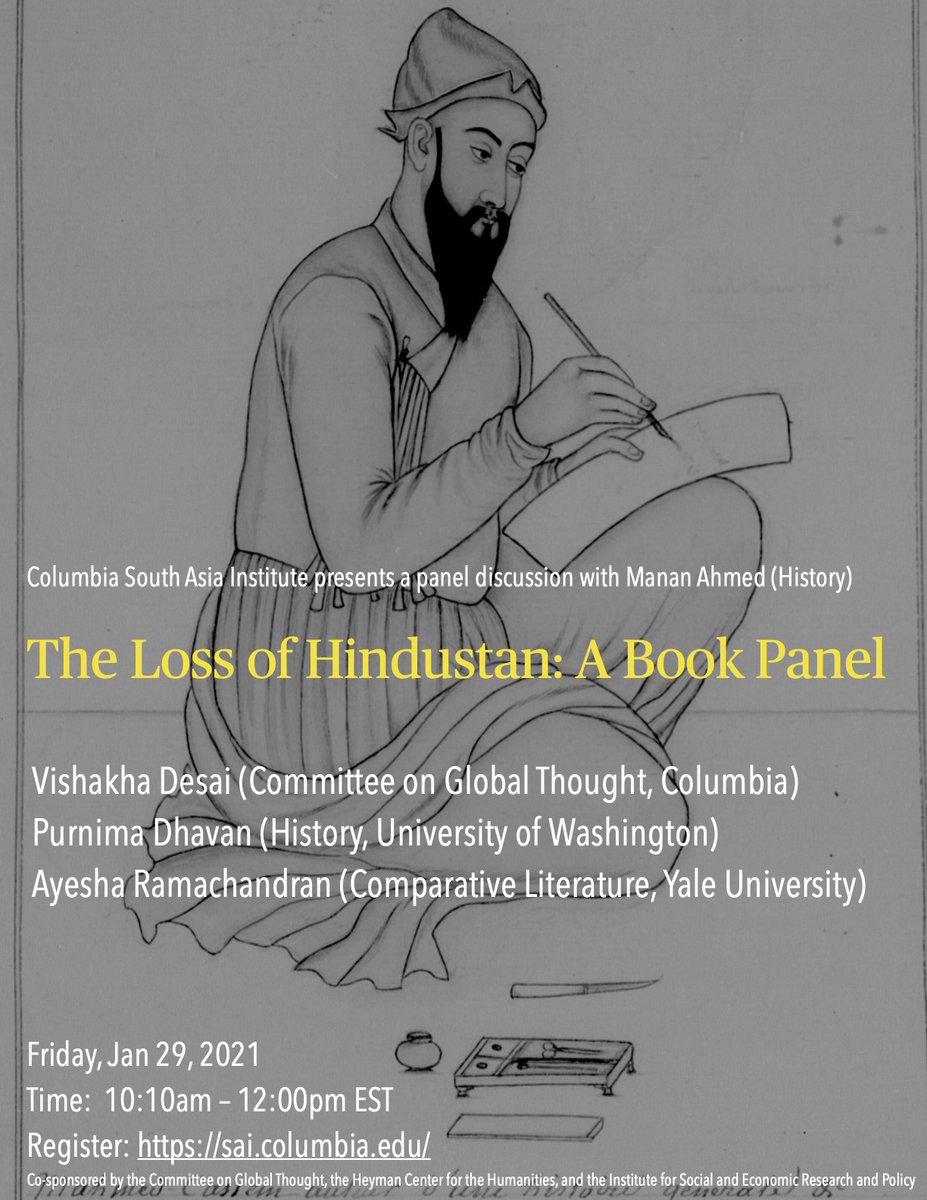 Columbia South Asia Institute presents a panel discussion with Manan Ahmed (History)
The Loss of Hindustan: A Book Panel
Vishakha Desai (Committee on Global Thought, Columbia)
Purnima Dhavan (History, University of Washington)
Ayesha Ramachandran (Comparative Literature, Yale University)
Friday, Jan 29, 2021
Time: 10:10am – 12:00pm EST
Register: https://sai.columbia.edu/
Co-sponsored by the Committee on Global Thought, the Heyman Center for the Humanities, and the Institute for Social and Economic Research and Policy